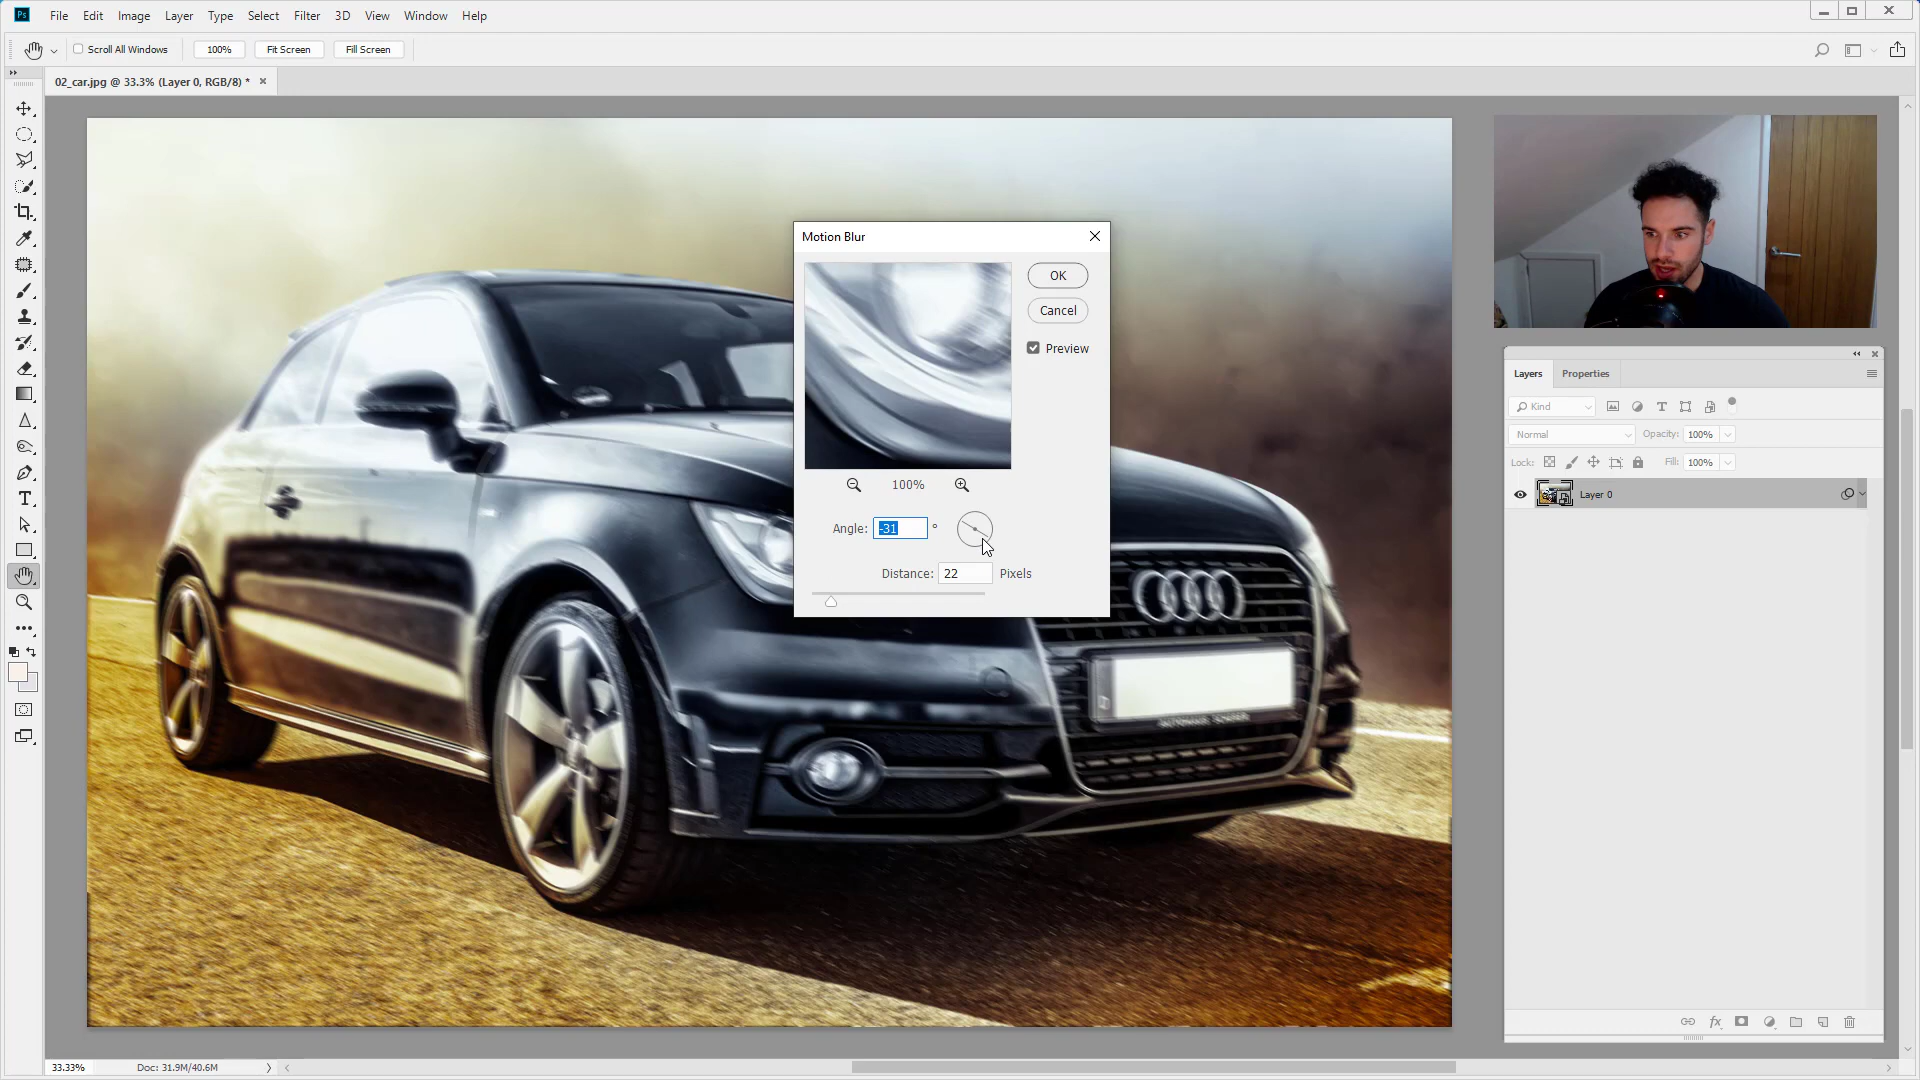 Ps File Edit Image Layer Type Select Filter 3D View Window Help
Scroll All Windows 100% Fit Screen Fill Screen
02_car.jpg @ 33.3% (Layer 0, RGB/8) *
Motion Blur
OK
Cancel
Preview
100%
Angle: -31 °
Distance: 22 Pixels
Layers Properties
Kind
Normal Opacity: 100%
Lock: Fill: 100%
Layer 0
fx
33.33% Doc: 31.9M/40.6M